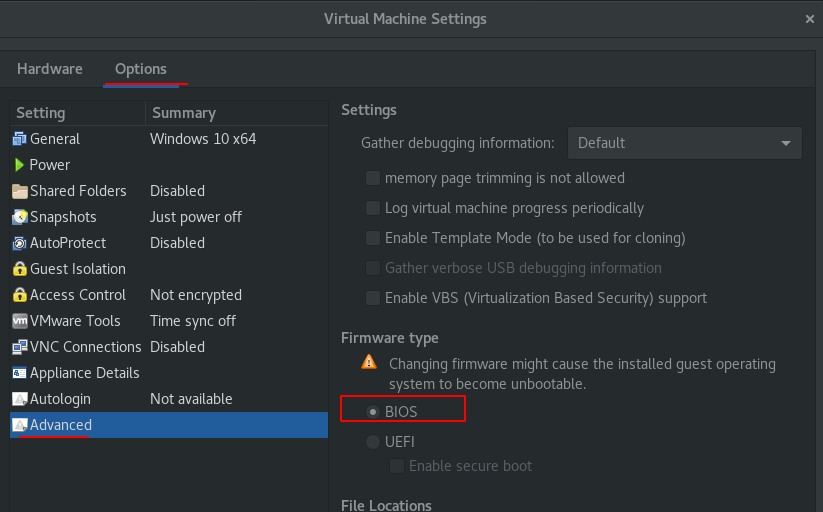 Virtual Machine Settings
Hardware Options
Setting Summary
General Windows 10 x64
Power
Shared Folders Disabled
Snapshots Just power off
AutoProtect Disabled
Guest Isolation
Access Control Not encrypted
vm VMware Tools Time sync off
VNC Connections Disabled
Appliance Details
Autologin Not available
Advanced
Settings
Gather debugging information: Default
memory page trimming is not allowed
Log virtual machine progress periodically
Enable Template Mode (to be used for cloning)
Gather verbose USB debugging information
Enable VBS (Virtualization Based Security) support
Firmware type
Changing firmware might cause the installed guest operating
system to become unbootable.
BIOS
UEFI
Enable secure boot
File Locations